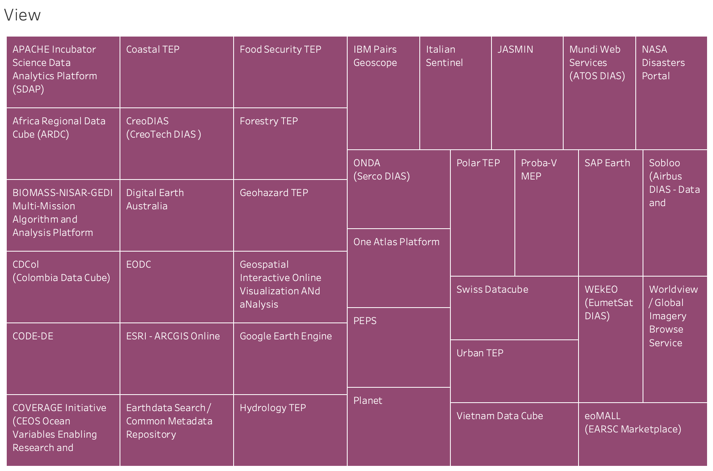 View
APACHE Incubator
Science Data
Analytics Platform
(SDAP)
Africa Regional Data
Cube (ARDC)
BIOMASS-NISAR-GEDI
Multi-Mission
Algorithm and
Analysis Platform
CDCol
(Colombia Data Cube)
CODE-DE
COVERAGE Initiative
(CEOS Ocean
Variables Enabling
Research and
Coastal TEP
CreoDIAS
(CreoTech DIAS )
Digital Earth
Australia
EODC
ESRI - ARCGIS Online
Earthdata Search /
Common Metadata
Repository
Food Security TEP
Forestry TEP
Geohazard TEP
Geospatial
Interactive Online
Visualization ANd
aNalysis
Google Earth Engine
Hydrology TEP
IBM Pairs
Geoscope
Italian
Sentinel
JASMIN
Mundi Web
Services
(ATOS DIAS)
NASA
Disasters
Portal
ONDA
(Serco DIAS)
One Atlas Platform
PEPS
Planet
Polar TEP
Proba-V
MEP
Swiss Datacube
Urban TEP
Vietnam Data Cube
SAP Earth
Sobloo
(Airbus
DIAS - Data
and
WEkEO
(EumetSat
DIAS)
Worldview
/ Global
Imagery
Browse
Service
eoMALL
(EARSC Marketplace)